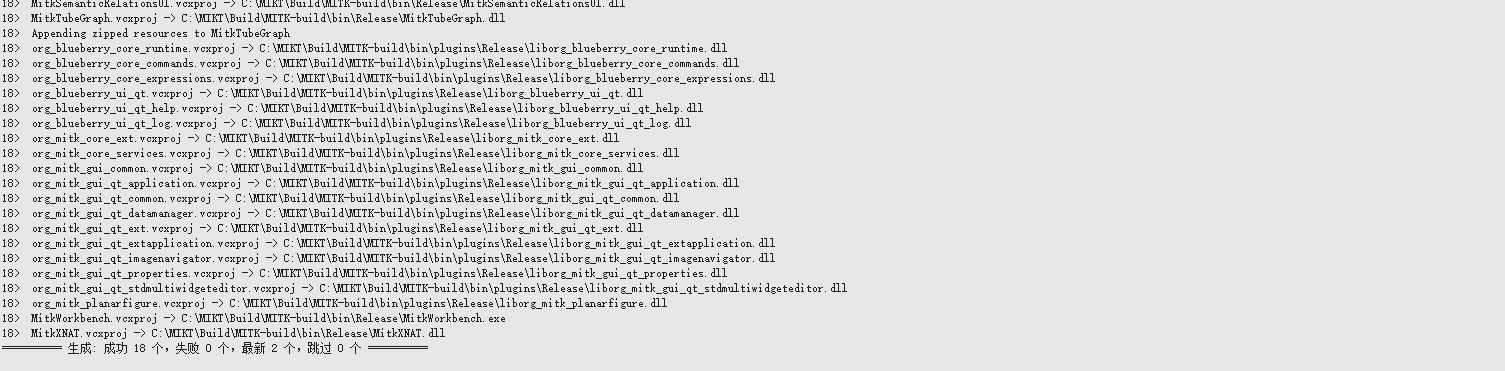 18>  MitkSemanticRelationsUI.vcxproj -> C:\MIKT\Build\MITK-build\bin\Release\MitkSemanticRelationsUI.dll
18>  MitkTubeGraph.vcxproj -> C:\MIKT\Build\MITK-build\bin\Release\MitkTubeGraph.dll
18>  Appending zipped resources to MitkTubeGraph
18>  org_blueberry_core_runtime.vcxproj -> C:\MIKT\Build\MITK-build\bin\plugins\Release\liborg_blueberry_core_runtime.dll
18>  org_blueberry_core_commands.vcxproj -> C:\MIKT\Build\MITK-build\bin\plugins\Release\liborg_blueberry_core_commands.dll
18>  org_blueberry_core_expressions.vcxproj -> C:\MIKT\Build\MITK-build\bin\plugins\Release\liborg_blueberry_core_expressions.dll
18>  org_blueberry_ui_qt.vcxproj -> C:\MIKT\Build\MITK-build\bin\plugins\Release\liborg_blueberry_ui_qt.dll
18>  org_blueberry_ui_qt_help.vcxproj -> C:\MIKT\Build\MITK-build\bin\plugins\Release\liborg_blueberry_ui_qt_help.dll
18>  org_blueberry_ui_qt_log.vcxproj -> C:\MIKT\Build\MITK-build\bin\plugins\Release\liborg_blueberry_ui_qt_log.dll
18>  org_mitk_core_ext.vcxproj -> C:\MIKT\Build\MITK-build\bin\plugins\Release\liborg_mitk_core_ext.dll
18>  org_mitk_core_services.vcxproj -> C:\MIKT\Build\MITK-build\bin\plugins\Release\liborg_mitk_core_services.dll
18>  org_mitk_gui_common.vcxproj -> C:\MIKT\Build\MITK-build\bin\plugins\Release\liborg_mitk_gui_common.dll
18>  org_mitk_gui_qt_application.vcxproj -> C:\MIKT\Build\MITK-build\bin\plugins\Release\liborg_mitk_gui_qt_application.dll
18>  org_mitk_gui_qt_common.vcxproj -> C:\MIKT\Build\MITK-build\bin\plugins\Release\liborg_mitk_gui_qt_common.dll
18>  org_mitk_gui_qt_datamanager.vcxproj -> C:\MIKT\Build\MITK-build\bin\plugins\Release\liborg_mitk_gui_qt_datamanager.dll
18>  org_mitk_gui_qt_ext.vcxproj -> C:\MIKT\Build\MITK-build\bin\plugins\Release\liborg_mitk_gui_qt_ext.dll
18>  org_mitk_gui_qt_extapplication.vcxproj -> C:\MIKT\Build\MITK-build\bin\plugins\Release\liborg_mitk_gui_qt_extapplication.dll
18>  org_mitk_gui_qt_imagenavigator.vcxproj -> C:\MIKT\Build\MITK-build\bin\plugins\Release\liborg_mitk_gui_qt_imagenavigator.dll
18>  org_mitk_gui_qt_properties.vcxproj -> C:\MIKT\Build\MITK-build\bin\plugins\Release\liborg_mitk_gui_qt_properties.dll
18>  org_mitk_gui_qt_stdmultiwidgeteditor.vcxproj -> C:\MIKT\Build\MITK-build\bin\plugins\Release\liborg_mitk_gui_qt_stdmultiwidgeteditor.dll
18>  org_mitk_planarfigure.vcxproj -> C:\MIKT\Build\MITK-build\bin\plugins\Release\liborg_mitk_planarfigure.dll
18>  MitkWorkbench.vcxproj -> C:\MIKT\Build\MITK-build\bin\Release\MitkWorkbench.exe
18>  MitkXNAT.vcxproj -> C:\MIKT\Build\MITK-build\bin\Release\MitkXNAT.dll
========== 生成: 成功 18 个，失败 0 个，最新 2 个，跳过 0 个 ==========